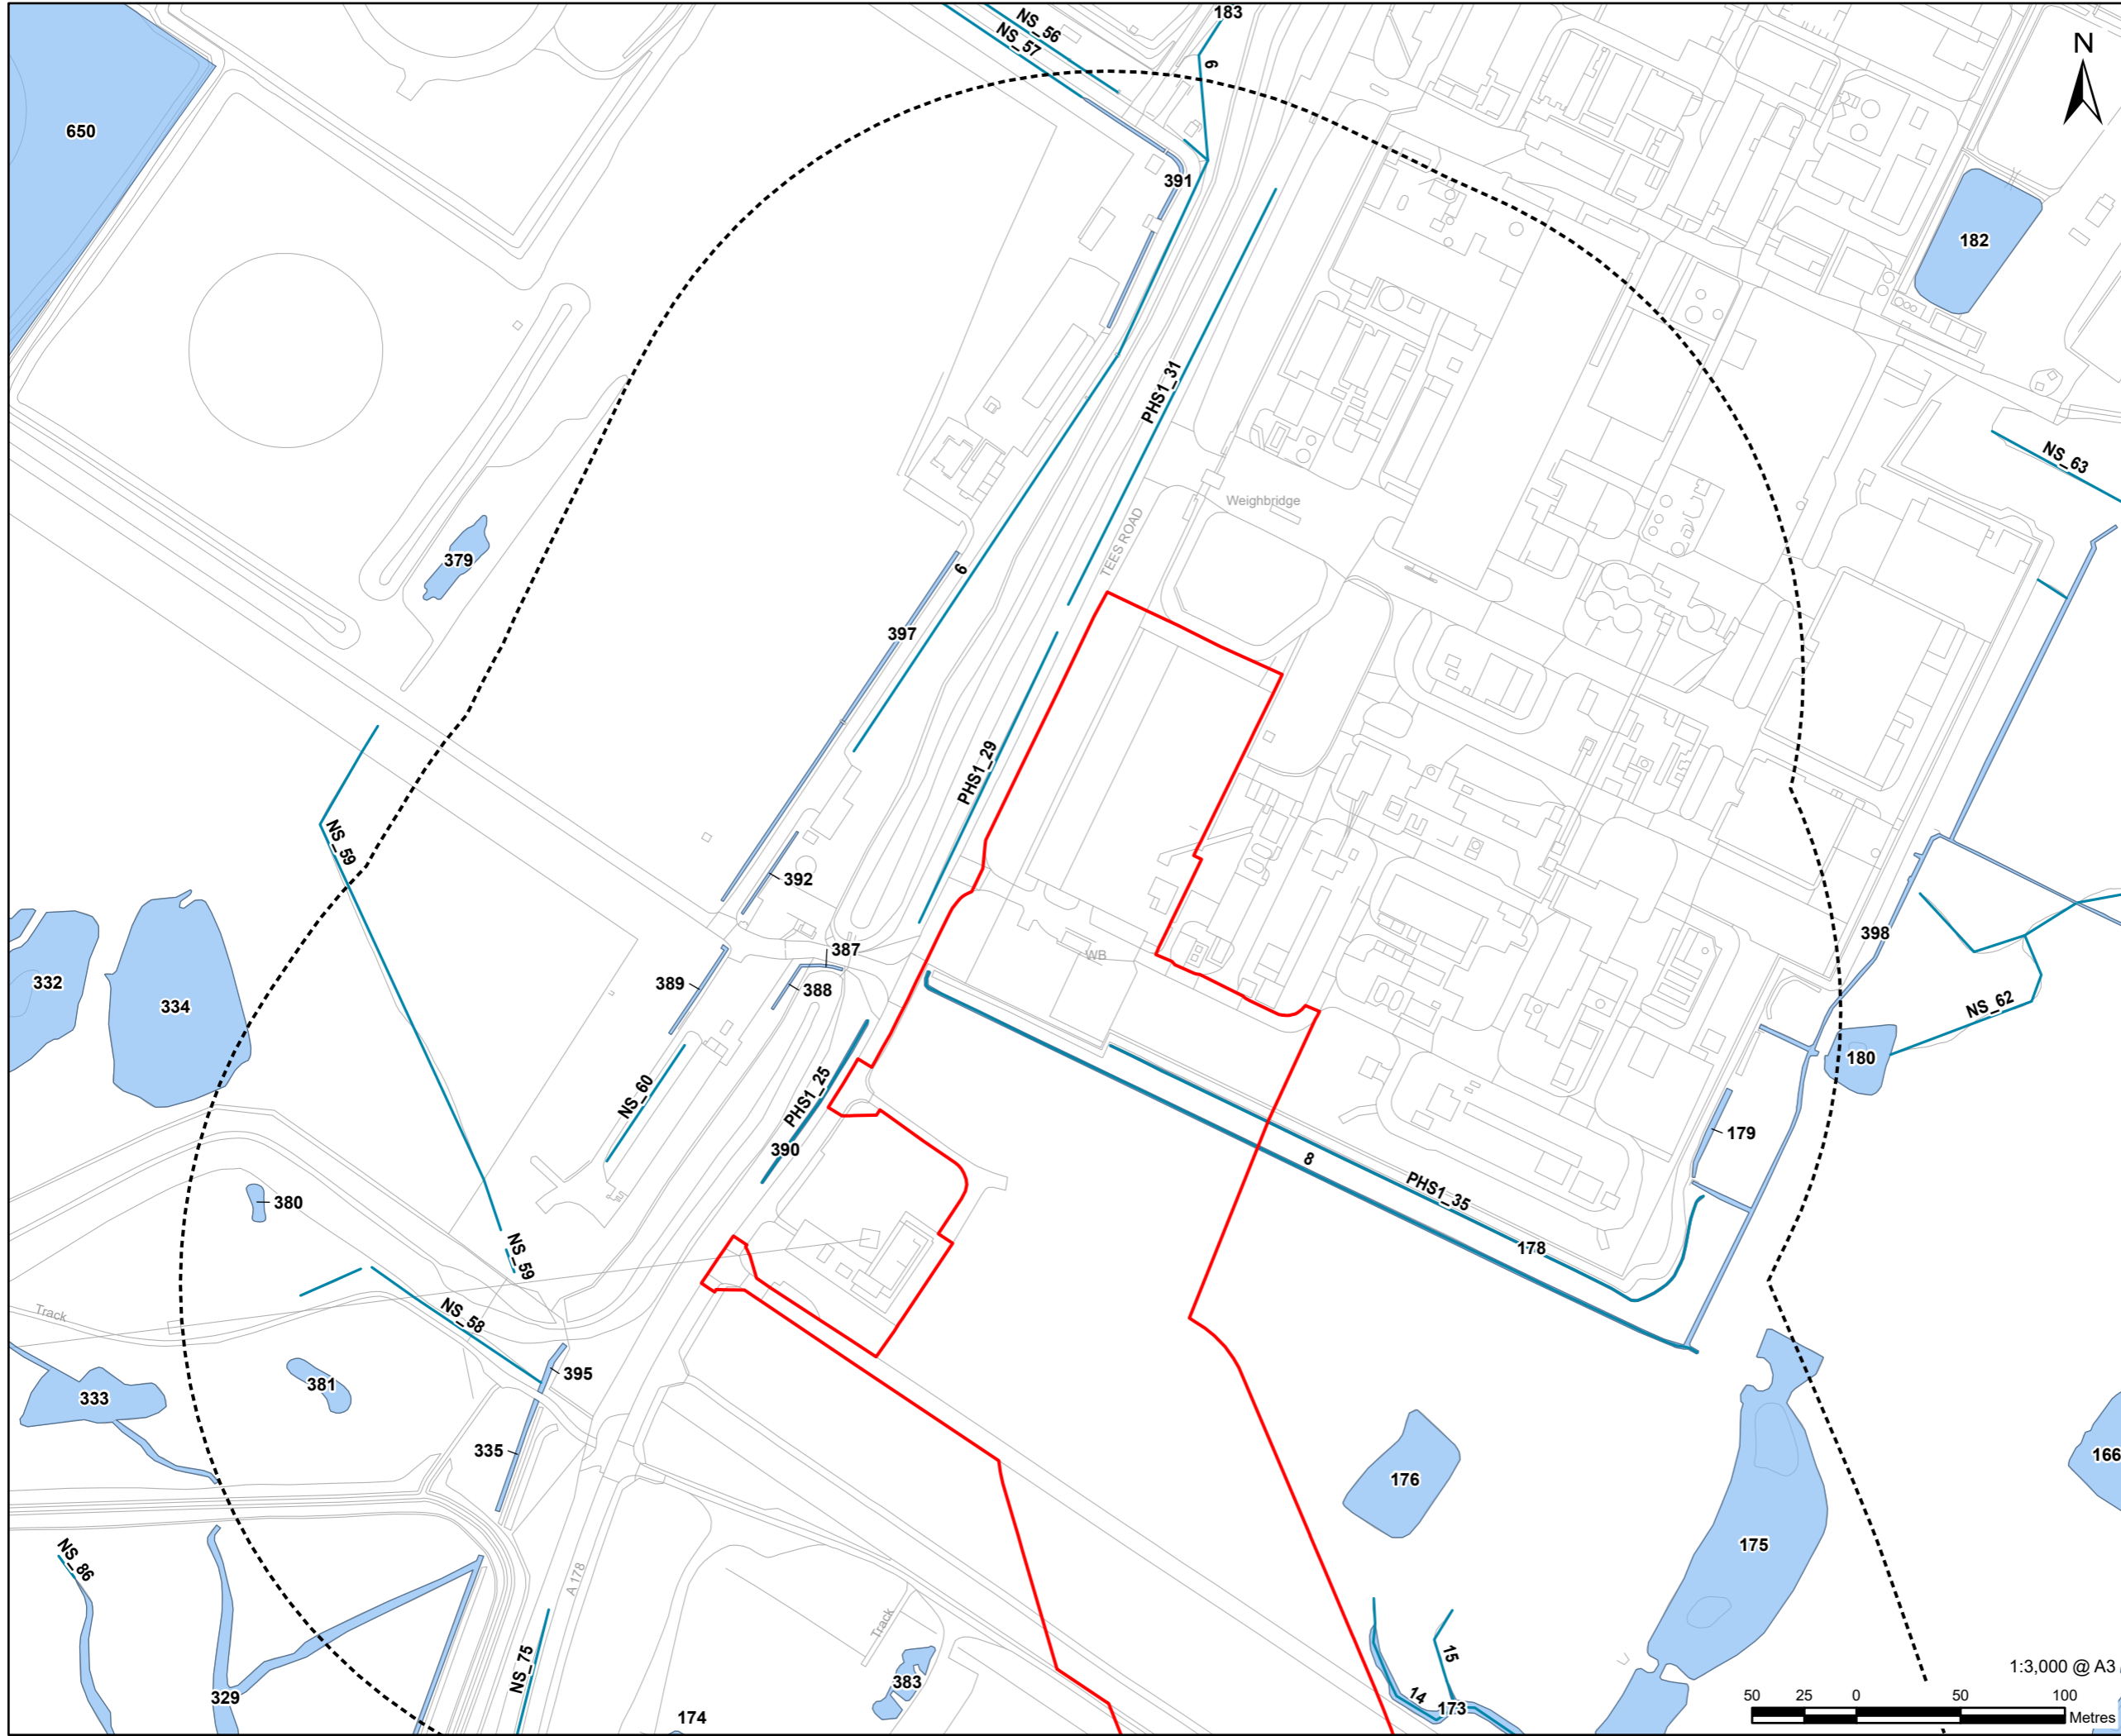 183
NS_56
NS_57
6
N
650
391
182
PHS1_31
NS_63
Weighbridge
TEES ROAD
379
6
397
PHS1_29
NS_59
392
398
387
WB
332
389
388
334
NS_62
180
PHS1_25
NS_60
179
390
8
PHS1_35
380
178
NS_59
Track
NS_58
395
381
333
335
166
176
175
NS_86
A 178
Track
NS_75
15
1:3,000 @ A3
383
329
14
173
174
50 25 0 50 100
Metres